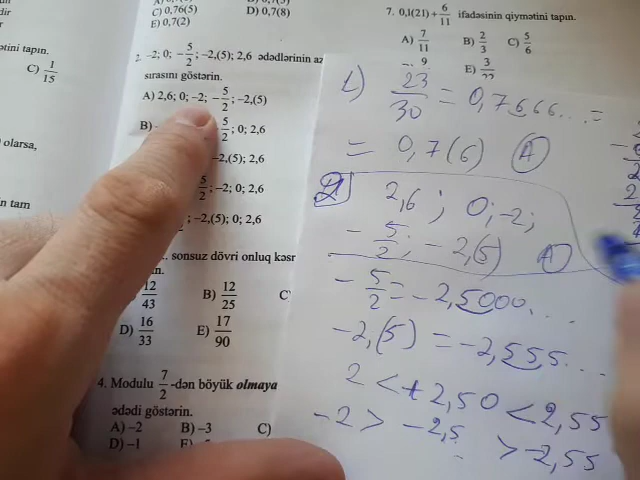 C) 0,76(5)
D) 0,7(8)
E) 0,7(2)
ətini tapın.
C) 1/15
olarsa,
in tam
-2; 0; -5/2; -2,(5); 2,6 ədədlərinin az
sırasını göstərin.
A) 2,6; 0; -2; -5/2; -2,(5)
B) 5/2; 0; 2,6
-2,(5); 2,6
5/2; -2; 0; 2,6
; -2,(5); 0; 2,6
sonsuz dövri onluq kəsr
12/43
B) 12/25
C
D) 16/33
E) 17/90
4. Modulu 7/2-dən böyük olmaya
ədədi göstərin.
A) -2
B) -3
C)
D) -1
7. 0,1(21) + 6/11 ifadəsinin qiymətini tapın.
A) 7/11
B) 2/3
C) 5/6
E) 3/22
1) 23/30 = 0,7666... =
= 0,7(6) A
2 2,6; 0; -2;
-5/2; -2,(5) A
-5/2 = -2,5000...
-2,(5) = -2,555...
2 < +2,50 < 2,55
-2 > -2,5 > -2,55